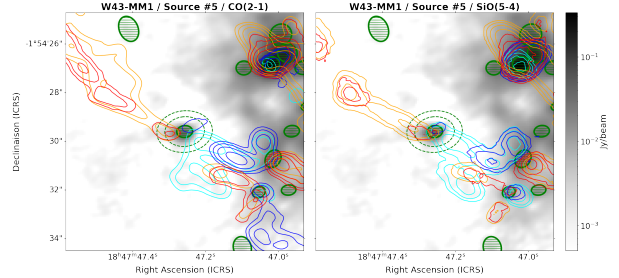 W43-MM1 / Source #5 / CO(2-1)
W43-MM1 / Source #5 / SiO(5-4)
-1°54'26"
28"
30"
32"
34"
Declinaison (ICRS)
18ʰ47ᵐ47.4ˢ
47.2ˢ
47.0ˢ
Right Ascension (ICRS)
18ʰ47ᵐ47.4ˢ
47.2ˢ
47.0ˢ
Right Ascension (ICRS)
10⁻¹
10⁻²
10⁻³
Jy/beam